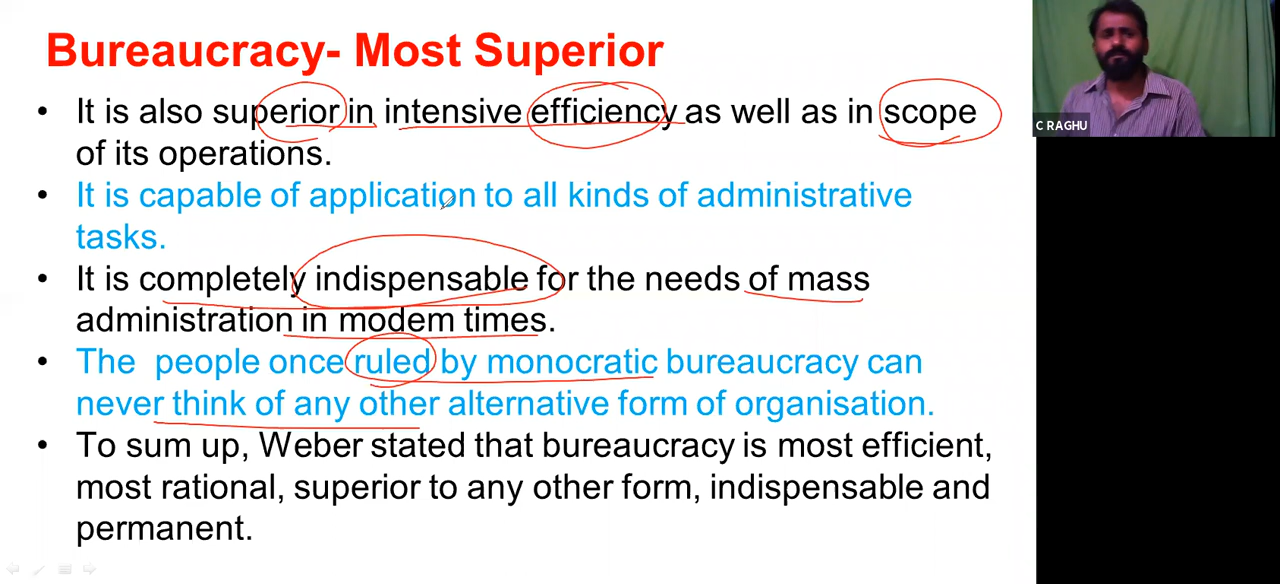 Bureaucracy- Most Superior
• It is also superior in intensive efficiency as well as in scope
of its operations.
• It is capable of application to all kinds of administrative
tasks.
• It is completely indispensable for the needs of mass
administration in modem times.
• The people once ruled by monocratic bureaucracy can
never think of any other alternative form of organisation.
• To sum up, Weber stated that bureaucracy is most efficient,
most rational, superior to any other form, indispensable and
permanent.
C RAGHU